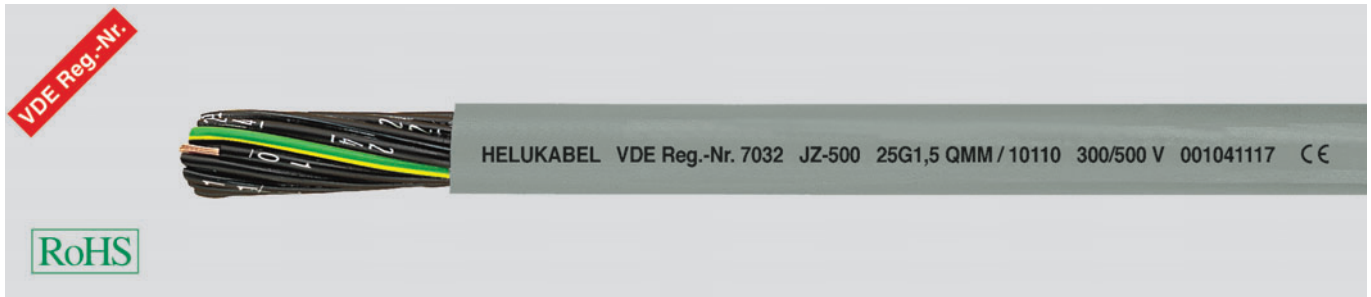 VDE Reg.-Nr.
HELUKABEL VDE Reg.-Nr. 7032 JZ-500 25G1,5 QMM / 10110 300/500 V 001041117 CE
RoHS